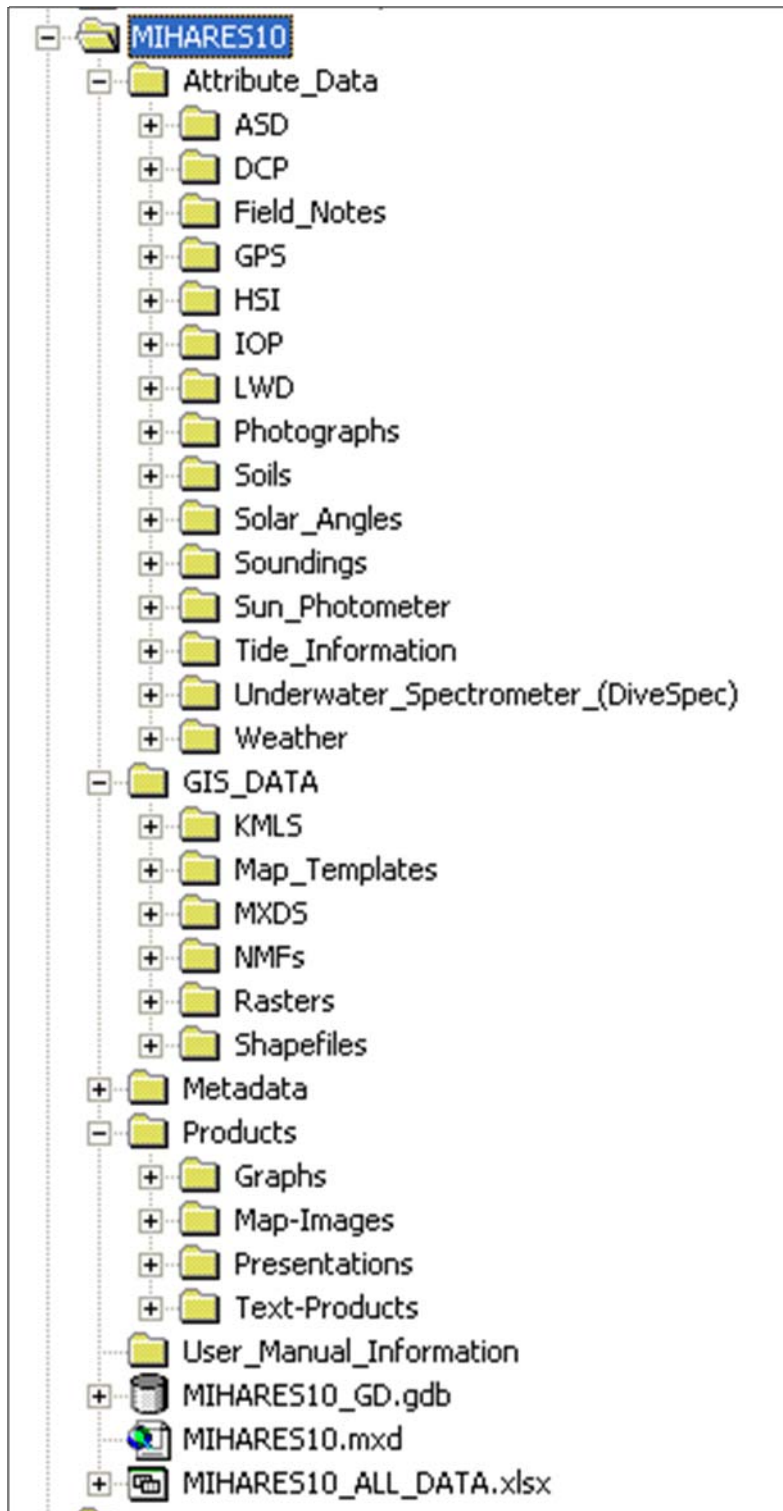 MIHARES10
Attribute_Data
ASD
DCP
Field_Notes
GPS
HSI
IOP
LWD
Photographs
Soils
Solar_Angles
Soundings
Sun_Photometer
Tide_Information
Underwater_Spectrometer_(DiveSpec)
Weather
GIS_DATA
KMLS
Map_Templates
MXDS
NMFs
Rasters
Shapefiles
Metadata
Products
Graphs
Map-Images
Presentations
Text-Products
User_Manual_Information
MIHARES10_GD.gdb
MIHARES10.mxd
MIHARES10_ALL_DATA.xlsx